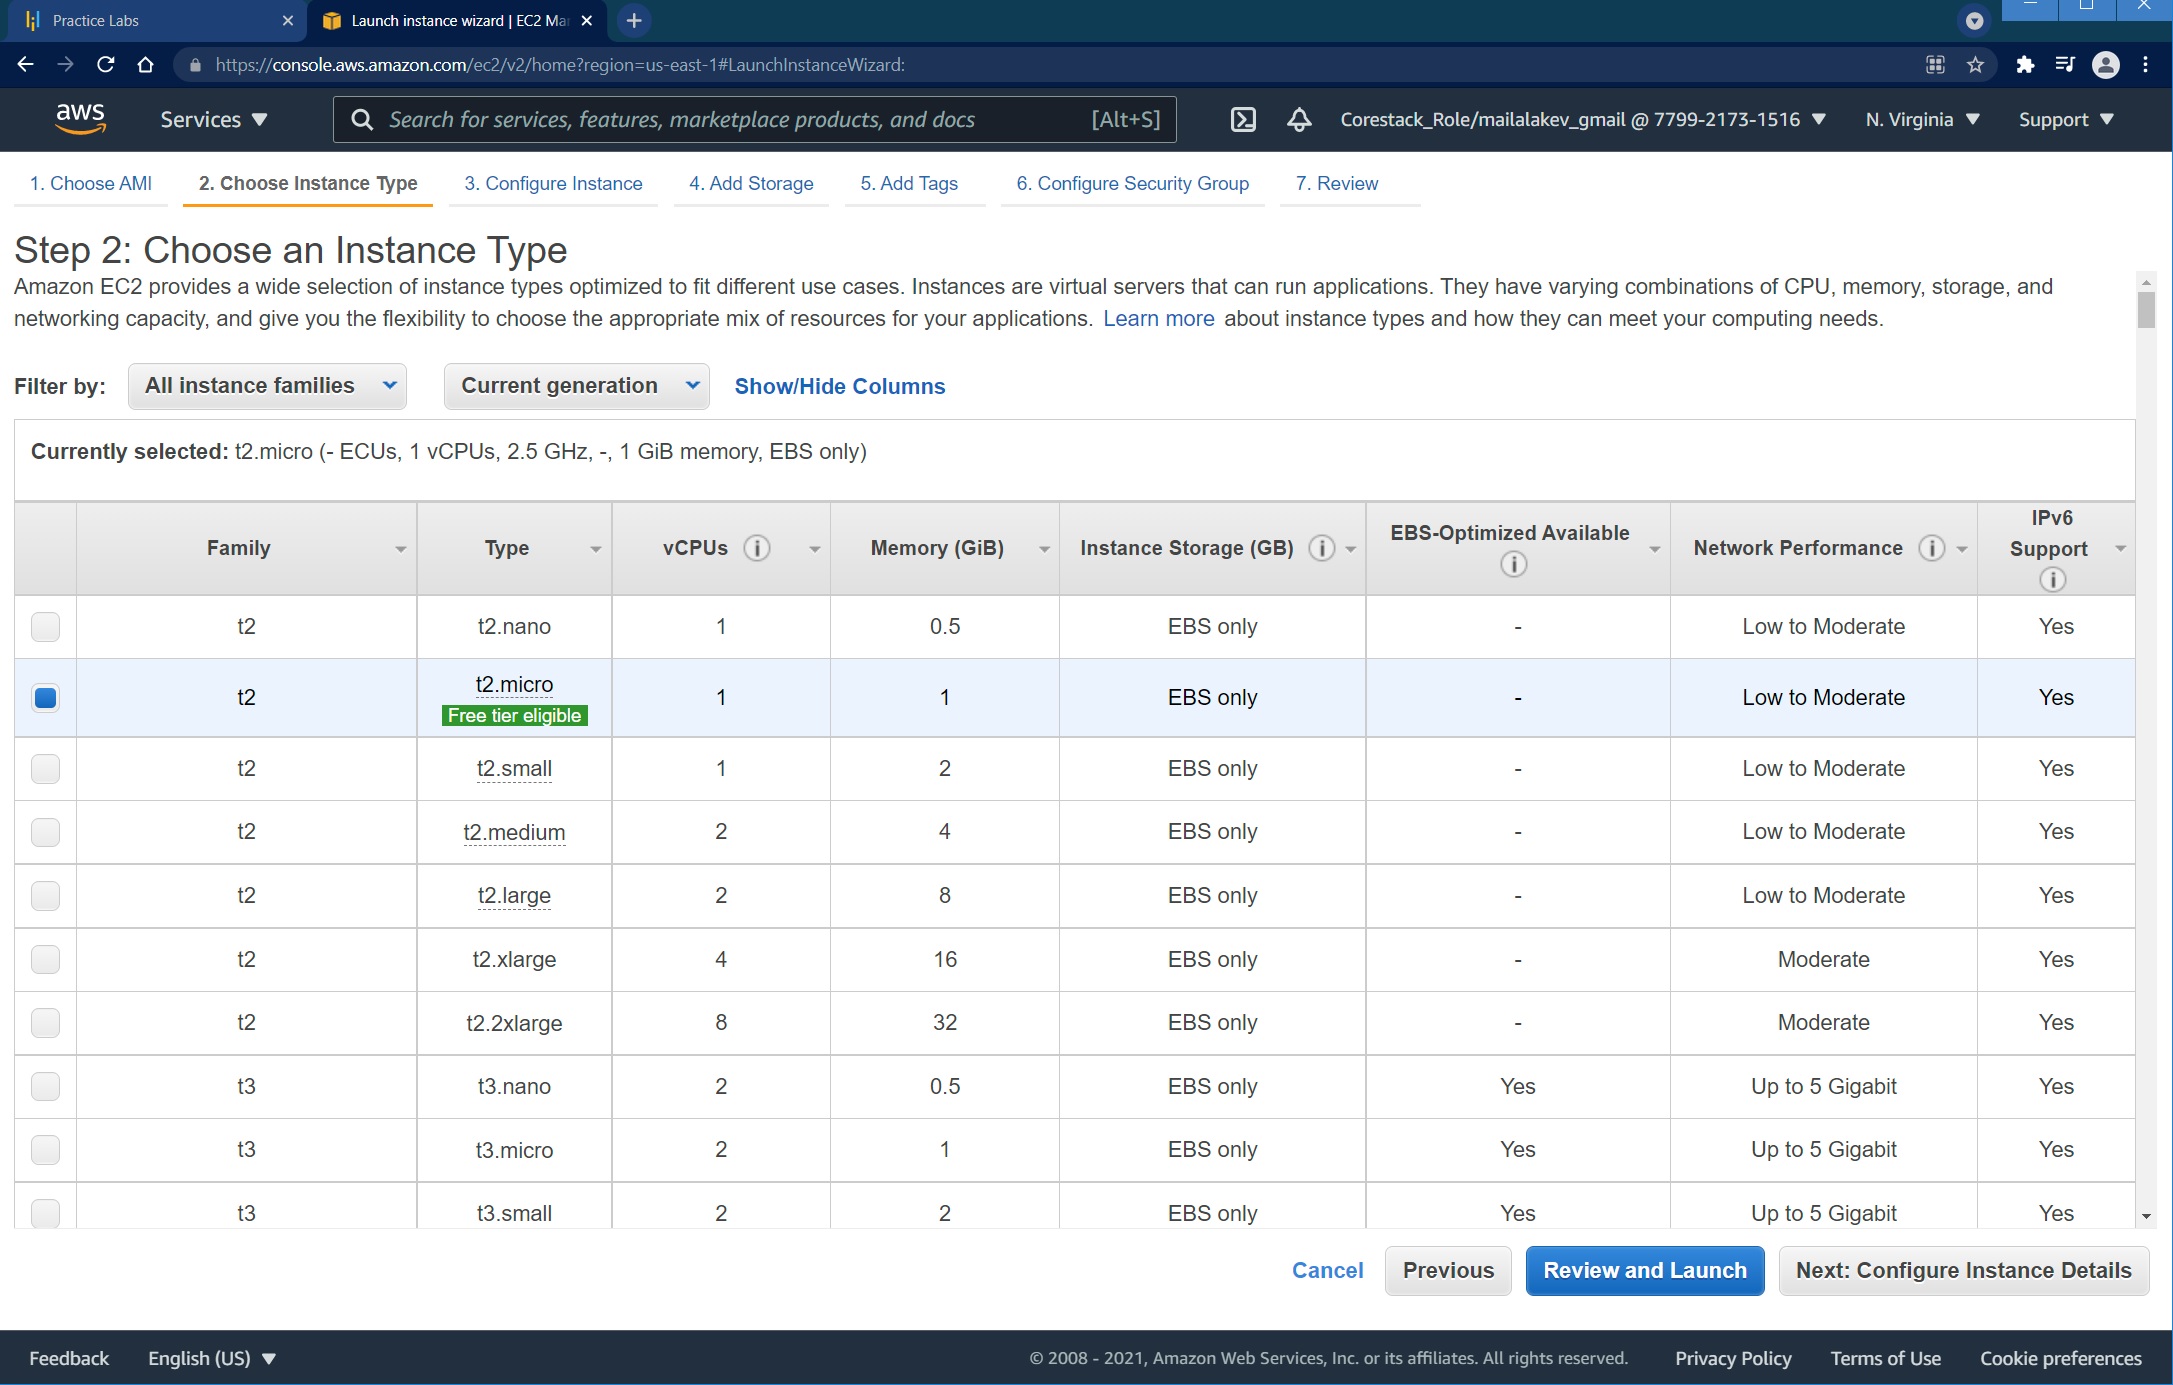 Practice Labs
Launch instance wizard | EC2 Ma
https://console.aws.amazon.com/ec2/v2/home?region=us-east-1#LaunchInstanceWizard:
aws Services Search for services, features, marketplace products, and docs [Alt+S] Corestack_Role/mailalakev_gmail @ 7799-2173-1516 N. Virginia Support
1. Choose AMI 2. Choose Instance Type 3. Configure Instance 4. Add Storage 5. Add Tags 6. Configure Security Group 7. Review
Step 2: Choose an Instance Type
Amazon EC2 provides a wide selection of instance types optimized to fit different use cases. Instances are virtual servers that can run applications. They have varying combinations of CPU, memory, storage, and
networking capacity, and give you the flexibility to choose the appropriate mix of resources for your applications. Learn more about instance types and how they can meet your computing needs.
Filter by: All instance families Current generation Show/Hide Columns
Currently selected: t2.micro (- ECUs, 1 vCPUs, 2.5 GHz, -, 1 GiB memory, EBS only)
Family Type vCPUs Memory (GiB) Instance Storage (GB) EBS-Optimized Available Network Performance IPv6 Support
t2 t2.nano 1 0.5 EBS only - Low to Moderate Yes
t2 t2.micro 1 1 EBS only - Low to Moderate Yes
Free tier eligible
t2 t2.small 1 2 EBS only - Low to Moderate Yes
t2 t2.medium 2 4 EBS only - Low to Moderate Yes
t2 t2.large 2 8 EBS only - Low to Moderate Yes
t2 t2.xlarge 4 16 EBS only - Moderate Yes
t2 t2.2xlarge 8 32 EBS only - Moderate Yes
t3 t3.nano 2 0.5 EBS only Yes Up to 5 Gigabit Yes
t3 t3.micro 2 1 EBS only Yes Up to 5 Gigabit Yes
t3 t3.small 2 2 EBS only Yes Up to 5 Gigabit Yes
Cancel Previous Review and Launch Next: Configure Instance Details
Feedback English (US) © 2008 - 2021, Amazon Web Services, Inc. or its affiliates. All rights reserved. Privacy Policy Terms of Use Cookie preferences